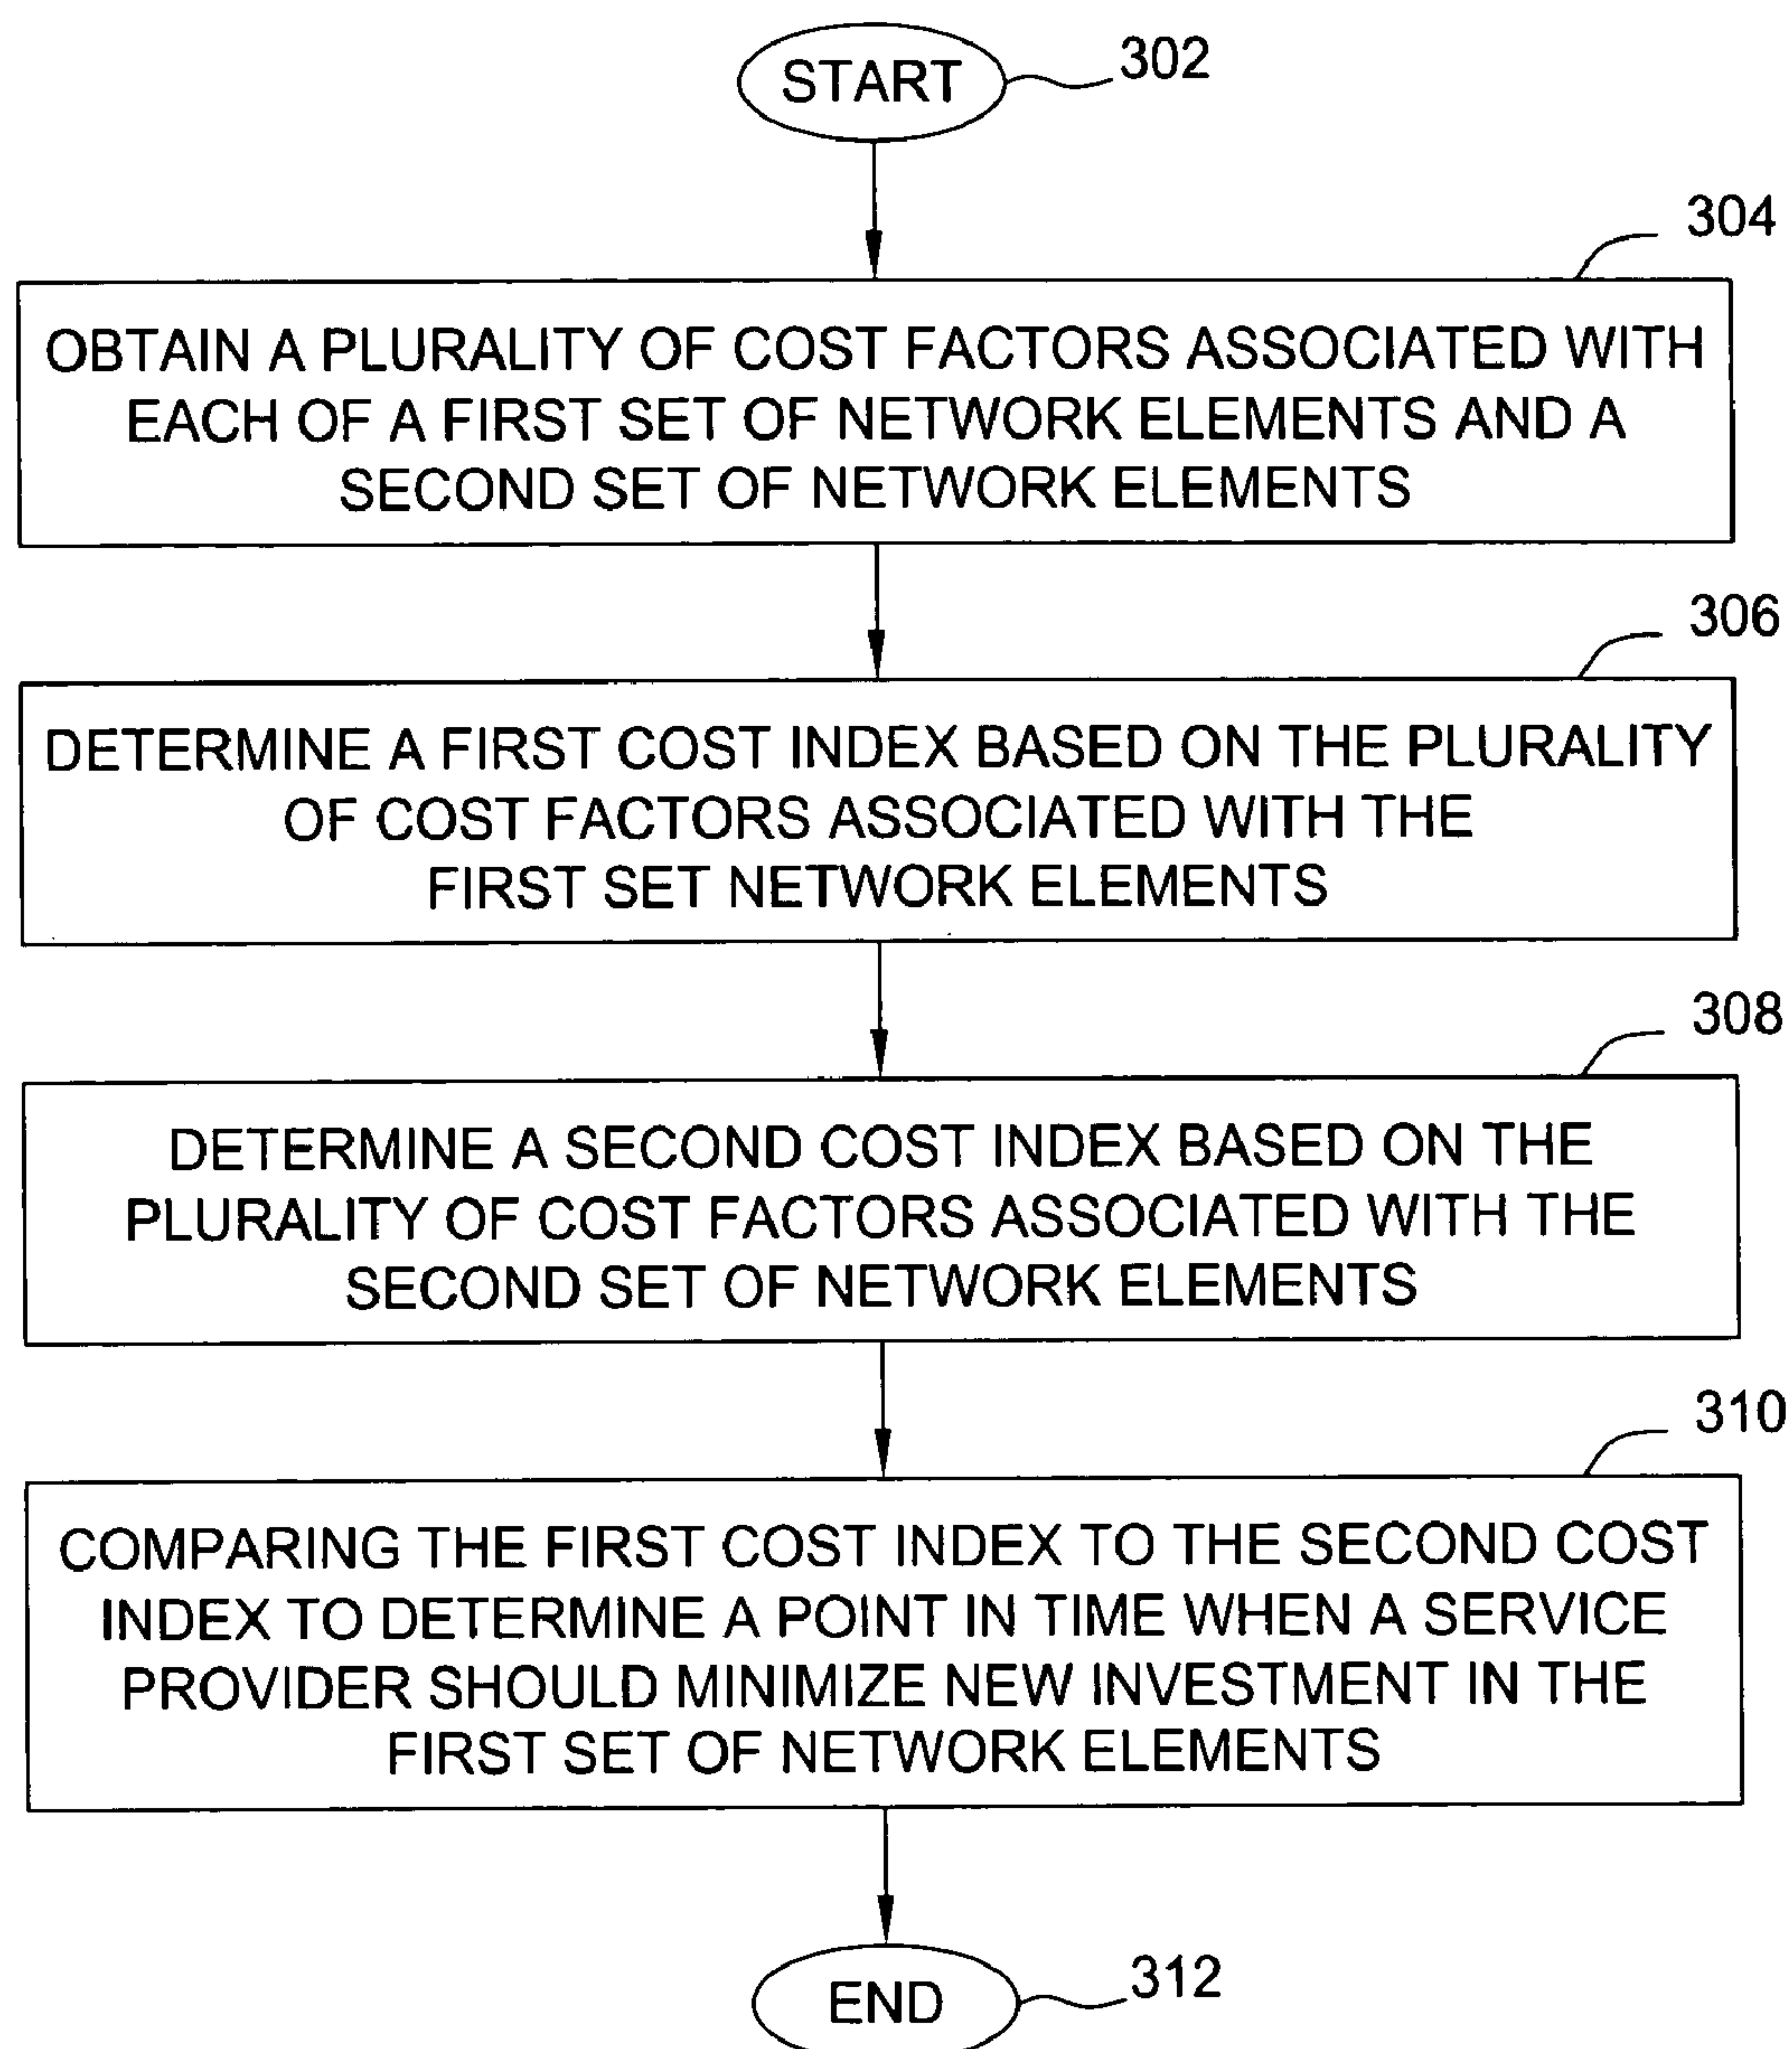 START
302
304
OBTAIN A PLURALITY OF COST FACTORS ASSOCIATED WITH
EACH OF A FIRST SET OF NETWORK ELEMENTS AND A
SECOND SET OF NETWORK ELEMENTS
306
DETERMINE A FIRST COST INDEX BASED ON THE PLURALITY
OF COST FACTORS ASSOCIATED WITH THE
FIRST SET NETWORK ELEMENTS
308
DETERMINE A SECOND COST INDEX BASED ON THE
PLURALITY OF COST FACTORS ASSOCIATED WITH THE
SECOND SET OF NETWORK ELEMENTS
310
COMPARING THE FIRST COST INDEX TO THE SECOND COST
INDEX TO DETERMINE A POINT IN TIME WHEN A SERVICE
PROVIDER SHOULD MINIMIZE NEW INVESTMENT IN THE
FIRST SET OF NETWORK ELEMENTS
END
312